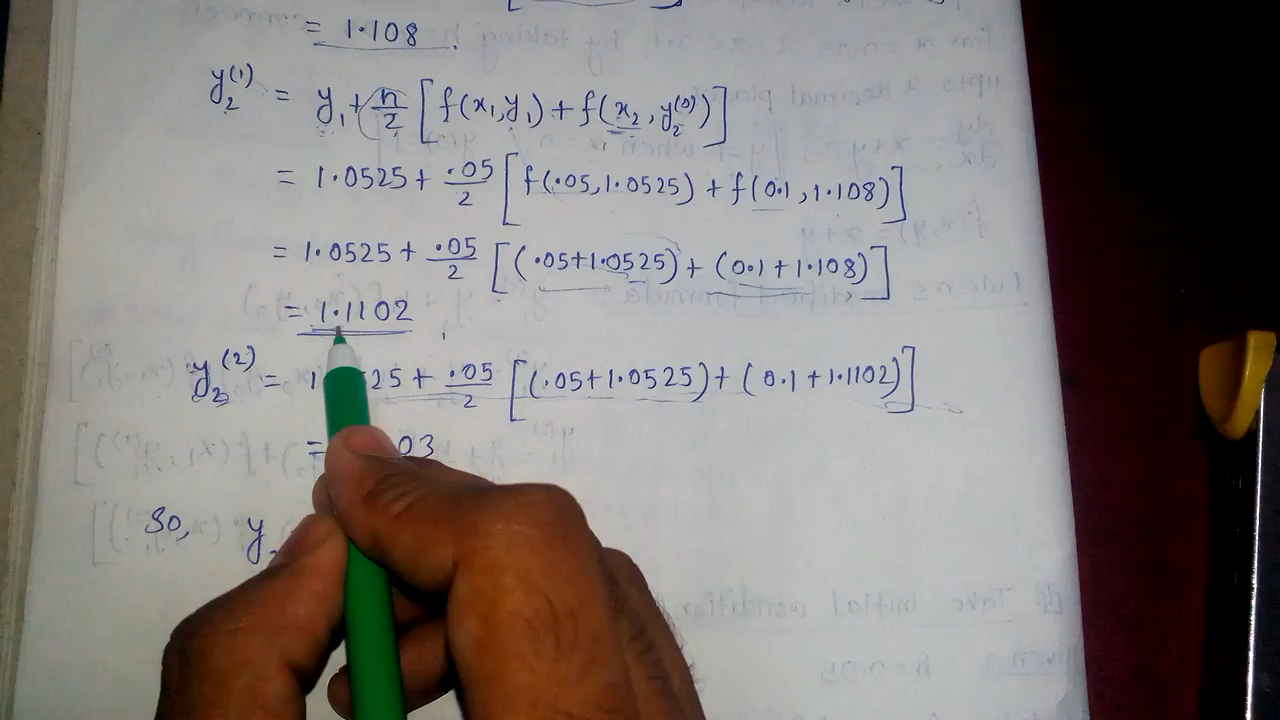 = 1.108
y₂⁽¹⁾ = y₁ + h/2 [f(x₁,y₁) + f(x₂, y₂⁽⁰⁾)]
= 1.0525 + .05/2 [f(.05,1.0525) + f(0.1,1.108)]
= 1.0525 + .05/2 [(.05+1.0525) + (0.1+1.108)]
= 1.1102
y₂⁽²⁾ = 1 25 + .05/2 [(.05+1.0525) + (0.1+1.1102)]
= 03
So, y